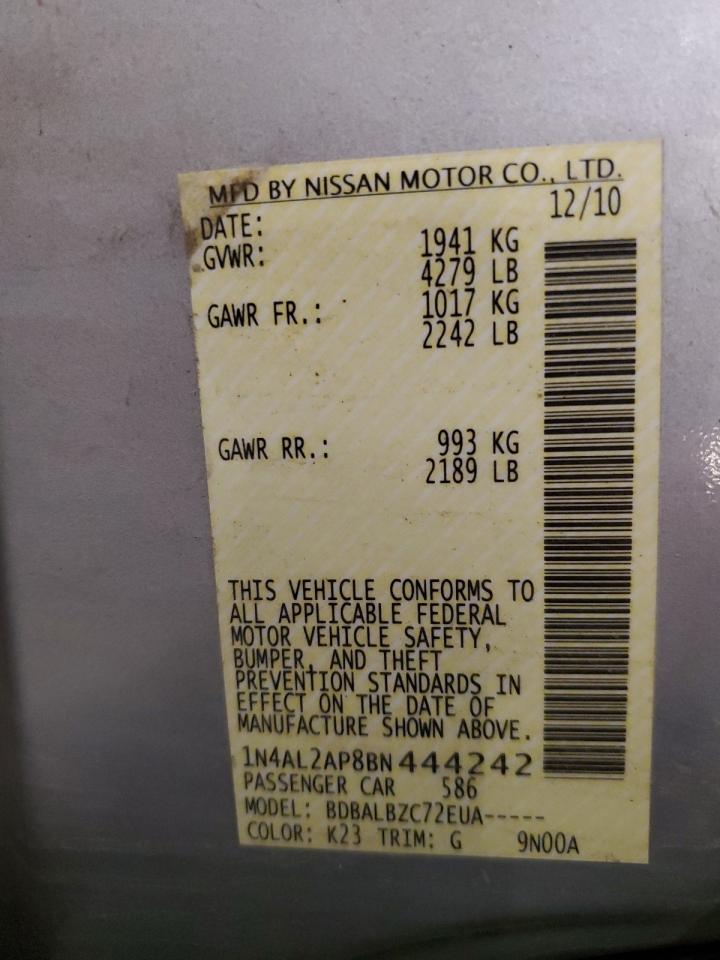 MFD BY NISSAN MOTOR CO., LTD.
DATE: 12/10
GVWR: 1941 KG
4279 LB
GAWR FR.: 1017 KG
2242 LB
GAWR RR.: 993 KG
2189 LB
THIS VEHICLE CONFORMS TO
ALL APPLICABLE FEDERAL
MOTOR VEHICLE SAFETY,
BUMPER, AND THEFT
PREVENTION STANDARDS IN
EFFECT ON THE DATE OF
MANUFACTURE SHOWN ABOVE.
1N4AL2AP8BN444242
PASSENGER CAR 586
MODEL: BDBALBZC72EUA-----
COLOR: K23 TRIM: G 9N00A